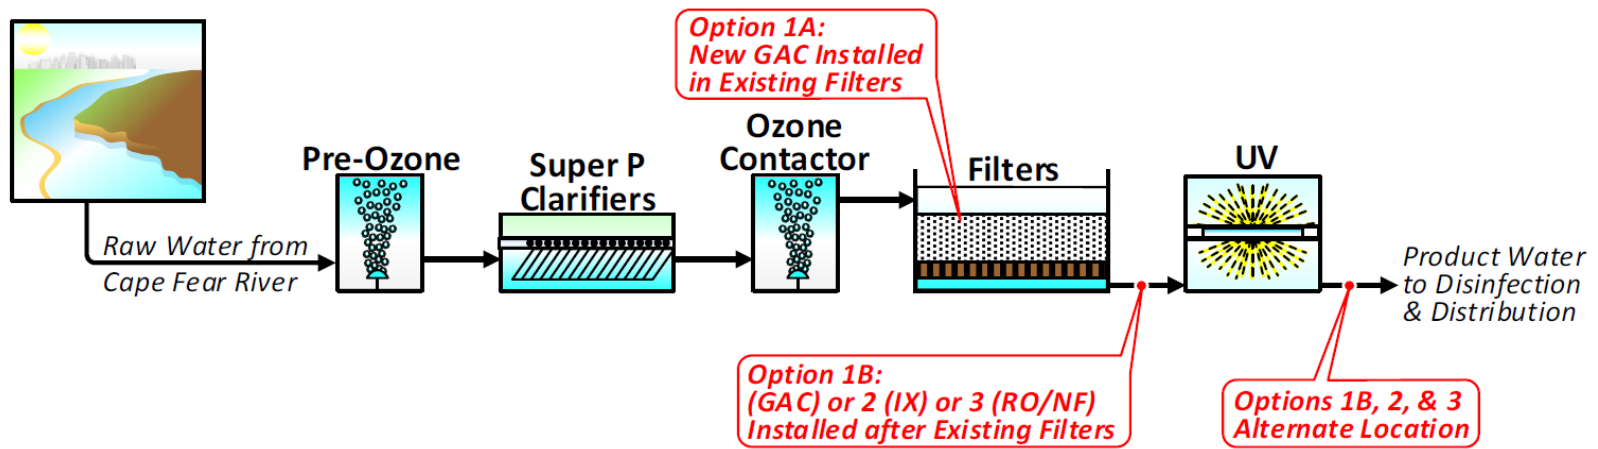 Option 1A:
New GAC Installed
in Existing Filters
Pre-Ozone
Super P
Clarifiers
Ozone
Contactor
Filters
UV
Raw Water from
Cape Fear River
Product Water
to Disinfection
& Distribution
Option 1B:
(GAC) or 2 (IX) or 3 (RO/NF)
Installed after Existing Filters
Options 1B, 2, & 3
Alternate Location